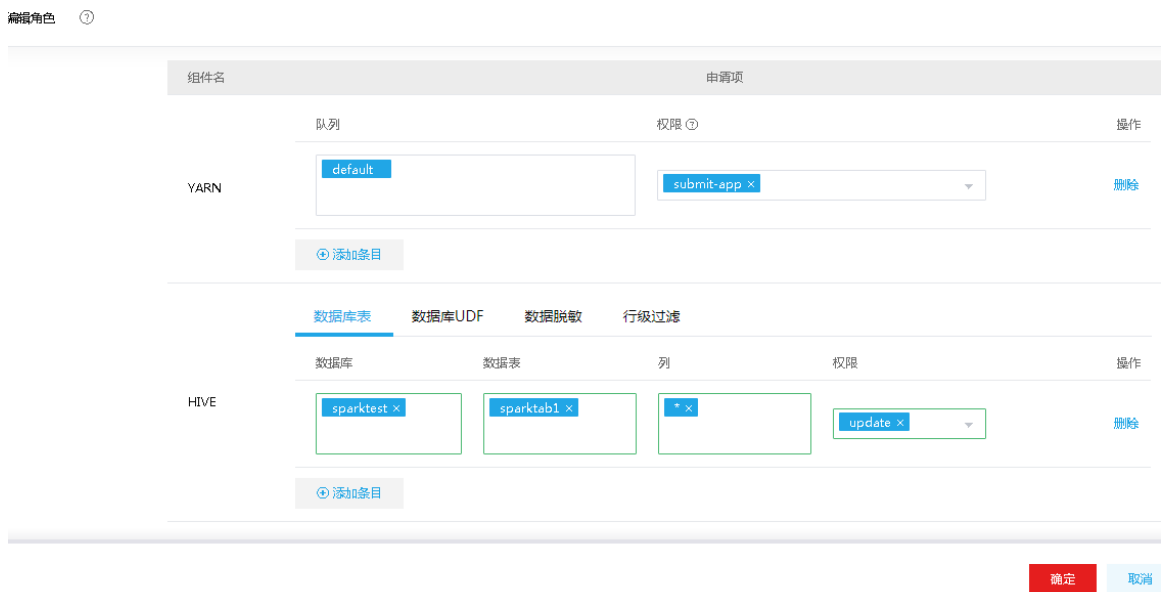 编辑角色 ?
组件名 申请项
队列 权限 ? 操作
YARN default submit-app × 删除
添加条目
数据库表 数据库UDF 数据脱敏 行级过滤
数据库 数据表 列 权限 操作
HIVE sparktest × sparktab1 × * × update × 删除
添加条目
确定 取消